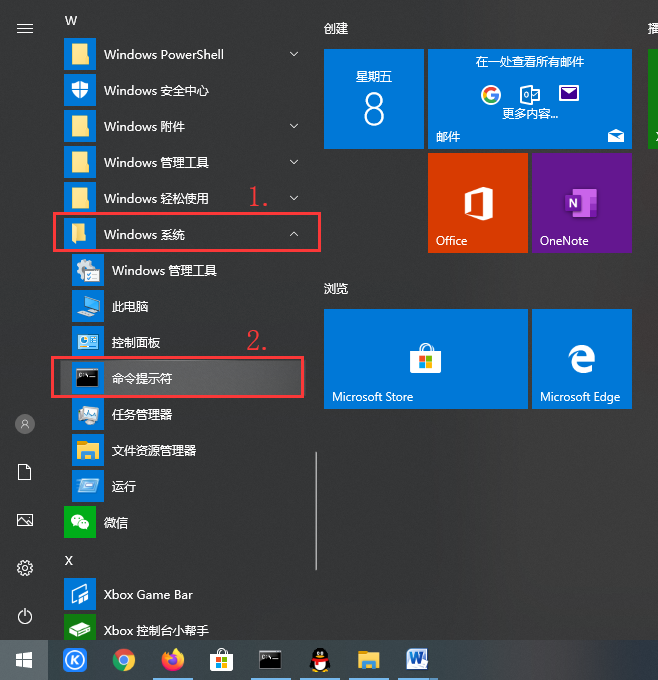 W
Windows PowerShell
Windows 安全中心
Windows 附件
Windows 管理工具
Windows 轻松使用
1.
Windows 系统
Windows 管理工具
此电脑
控制面板
2.
命令提示符
任务管理器
文件资源管理器
运行
微信
X
Xbox Game Bar
Xbox 控制台小帮手
创建
星期五
8
在一处查看所有邮件
更多内容...
邮件
Office
OneNote
浏览
Microsoft Store
Microsoft Edge